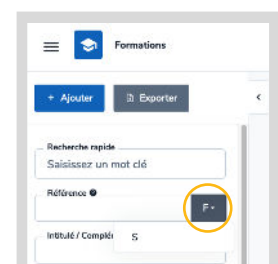 Formations
+ Ajouter
Exporter
Recherche rapide
Saisissez un mot clé
Référence
F
Intitulé / Complé
S